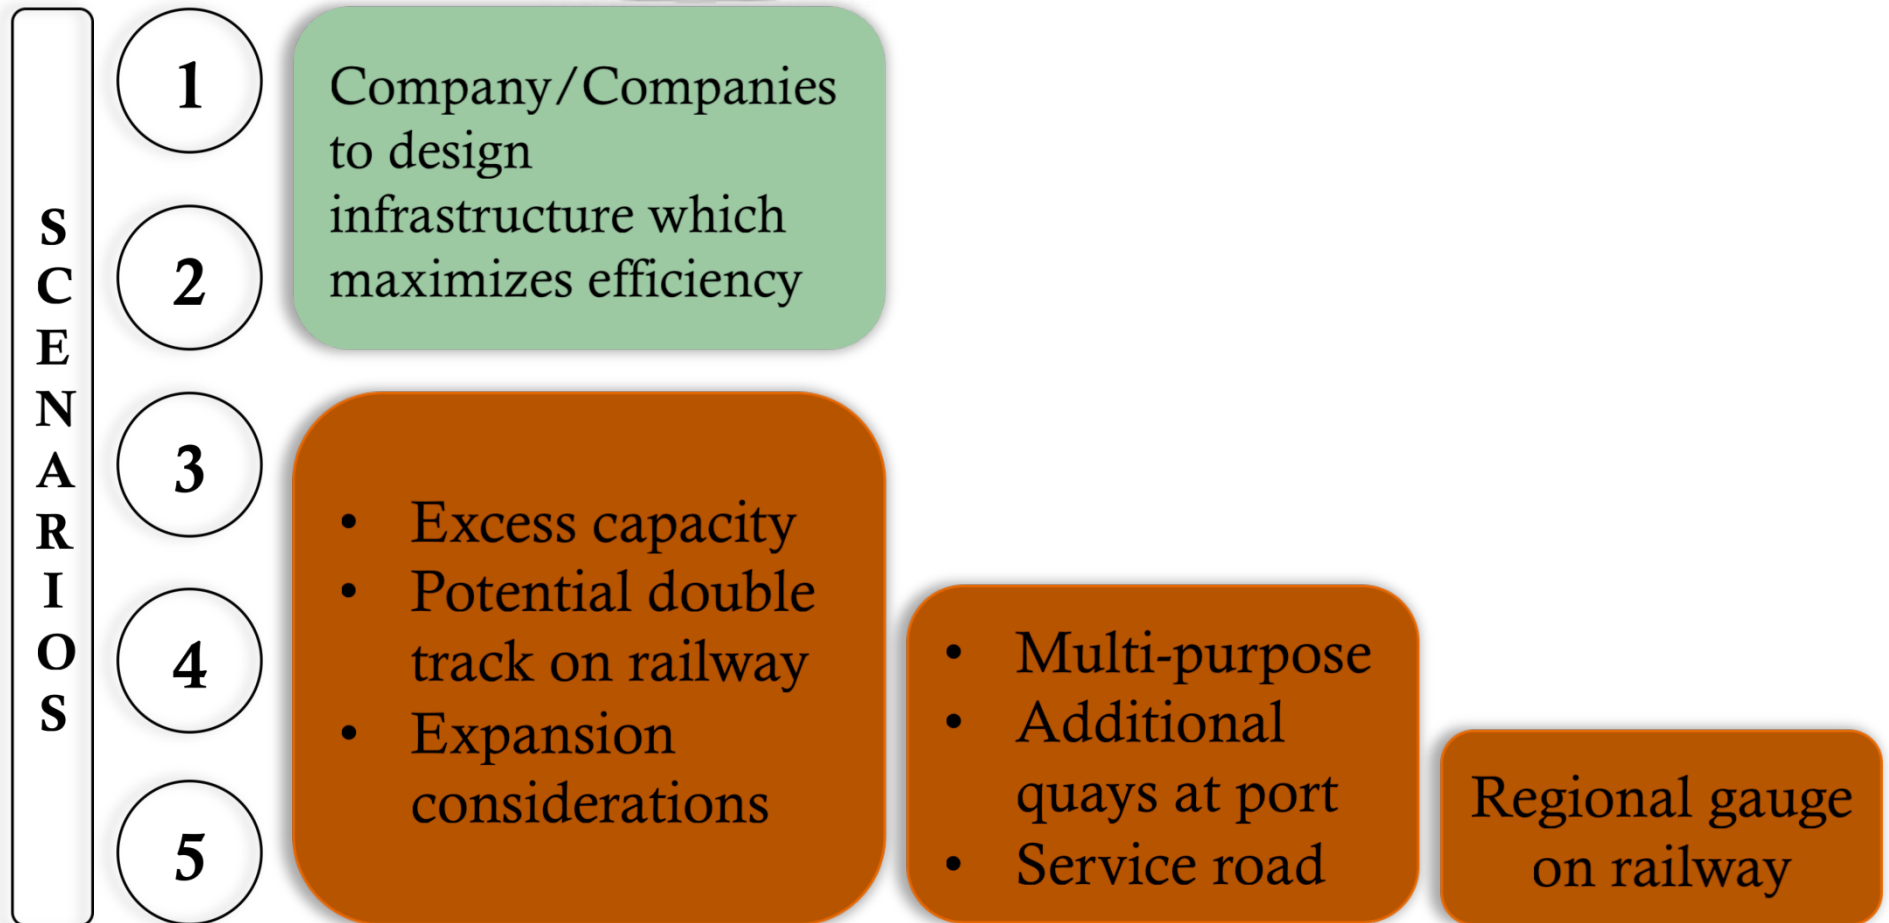 SCENARIOS
1
2
3
4
5
Company/Companies
to design
infrastructure which
maximizes efficiency
• Excess capacity
• Potential double
track on railway
• Expansion
considerations
• Multi-purpose
• Additional
quays at port
• Service road
Regional gauge
on railway